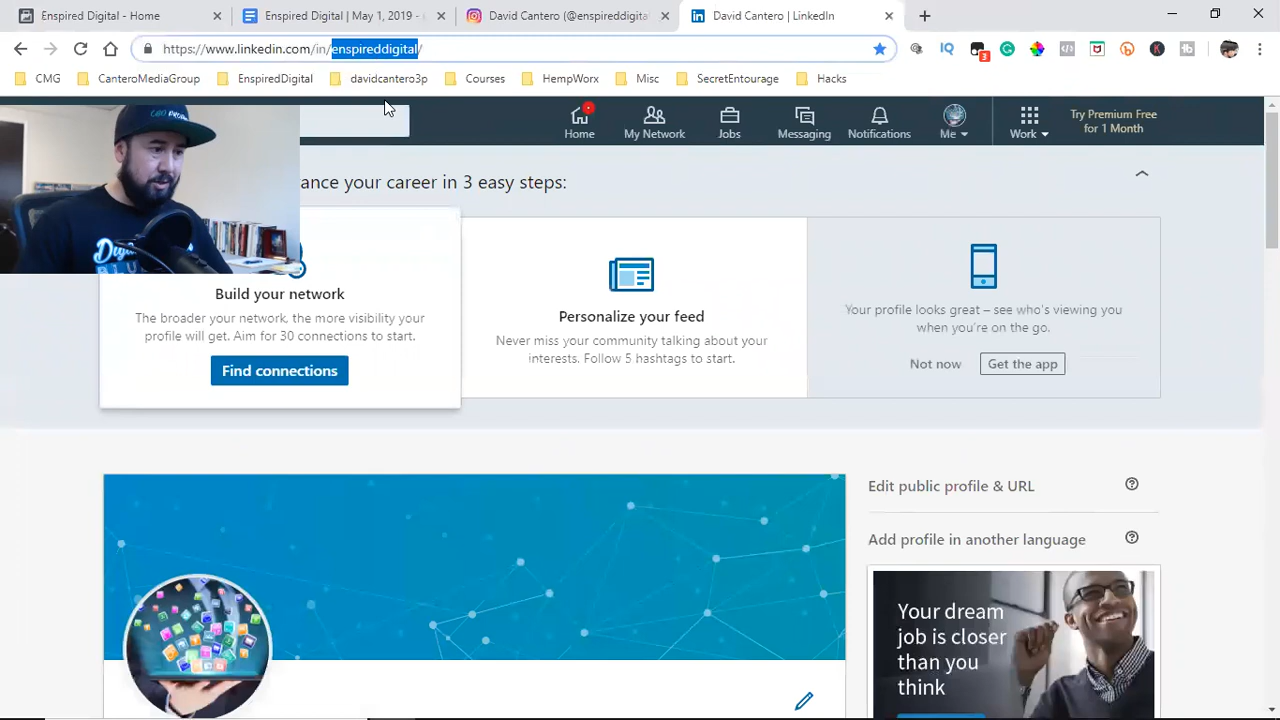 Enspired Digital - Home
Enspired Digital | May 1, 2019 -
David Cantero (@enspireddigital
David Cantero | LinkedIn
https://www.linkedin.com/in/enspireddigital/
IQ
3
CMG
CanteroMediaGroup
EnspiredDigital
davidcantero3p
Courses
HempWorx
Misc
SecretEntourage
Hacks
Home
My Network
Jobs
Messaging
Notifications
Me
Work
Try Premium Free
for 1 Month
ance your career in 3 easy steps:
Build your network
The broader your network, the more visibility your
profile will get. Aim for 30 connections to start.
Find connections
Personalize your feed
Never miss your community talking about your
interests. Follow 5 hashtags to start.
Your profile looks great – see who's viewing you
when you're on the go.
Not now
Get the app
Edit public profile & URL
Add profile in another language
Your dream
job is closer
than you
think